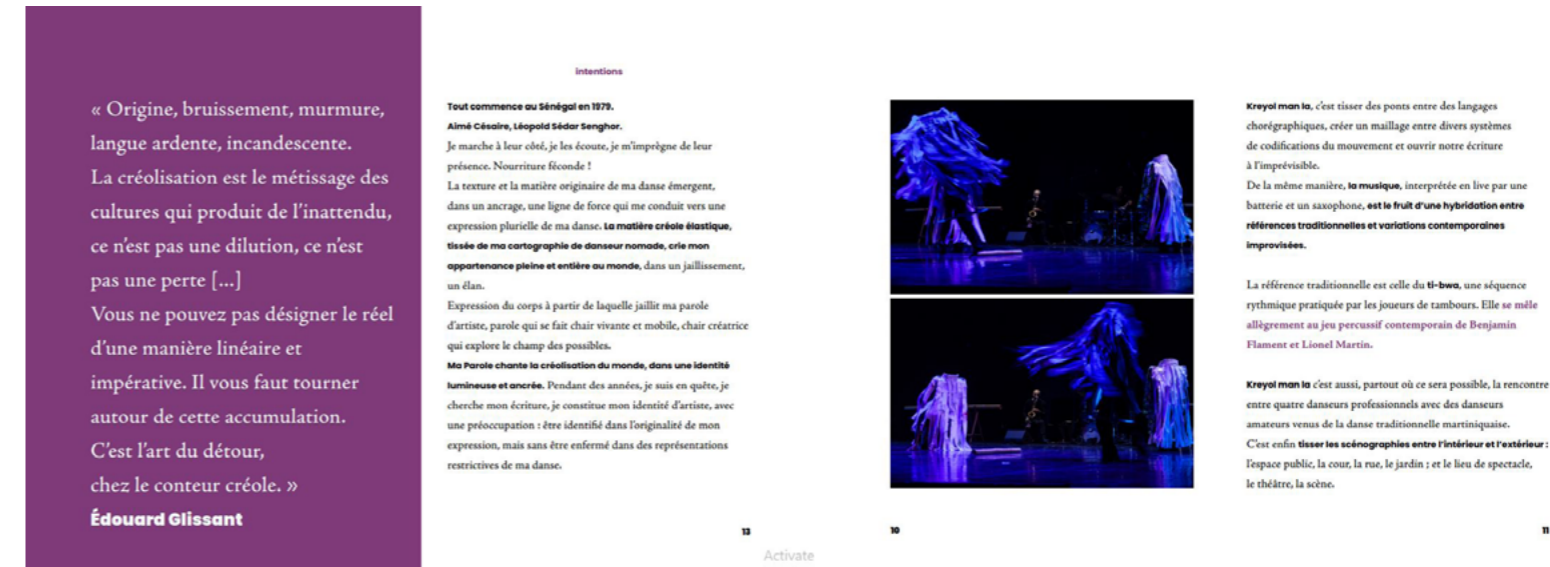 « Origine, bruissement, murmure,
langue ardente, incandescente.
La créolisation est le métissage des
cultures qui produit de l'inattendu,
ce n'est pas une dilution, ce n'est
pas une perte [...]
Vous ne pouvez pas désigner le réel
d'une manière linéaire et
impérative. Il vous faut tourner
autour de cette accumulation.
C'est l'art du détour,
chez le conteur créole. »
Édouard Glissant
intentions
Tout commence au Sénégal en 1979.
Aimé Césaire, Léopold Sédar Senghor.
Je marche à leur côté, je les écoute, je m'imprègne de leur
présence. Nourriture féconde !
La texture et la matière originaire de ma danse émergent,
dans un ancrage, une ligne de force qui me conduit vers une
expression plurielle de ma danse. La matière créole élastique,
tissée de ma cartographie de danseur nomade, crie mon
appartenance pleine et entière au monde, dans un jaillissement,
un élan.
Expression du corps à partir de laquelle jaillit ma parole
d'artiste, parole qui se fait chair vivante et mobile, chair créatrice
qui explore le champ des possibles.
Ma Parole chante la créolisation du monde, dans une identité
lumineuse et ancrée. Pendant des années, je suis en quête, je
cherche mon écriture, je constitue mon identité d'artiste, avec
une préoccupation : être identifié dans l'originalité de mon
expression, mais sans être enfermé dans des représentations
restrictives de ma danse.
13
Activate
10
Kreyol man la, c'est tisser des ponts entre des langages
chorégraphiques, créer un maillage entre divers systèmes
de codifications du mouvement et ouvrir notre écriture
à l'imprévisible.
De la même manière, la musique, interprétée en live par une
batterie et un saxophone, est le fruit d'une hybridation entre
références traditionnelles et variations contemporaines
improvisées.
La référence traditionnelle est celle du ti-bwa, une séquence
rythmique pratiquée par les joueurs de tambours. Elle se mêle
allègrement au jeu percussif contemporain de Benjamin
Flament et Lionel Martin.
Kreyol man la c'est aussi, partout où ce sera possible, la rencontre
entre quatre danseurs professionnels avec des danseurs
amateurs venus de la danse traditionnelle martiniquaise.
C'est enfin tisser les scénographies entre l'intérieur et l'extérieur :
l'espace public, la cour, la rue, le jardin ; et le lieu de spectacle,
le théâtre, la scène.
11